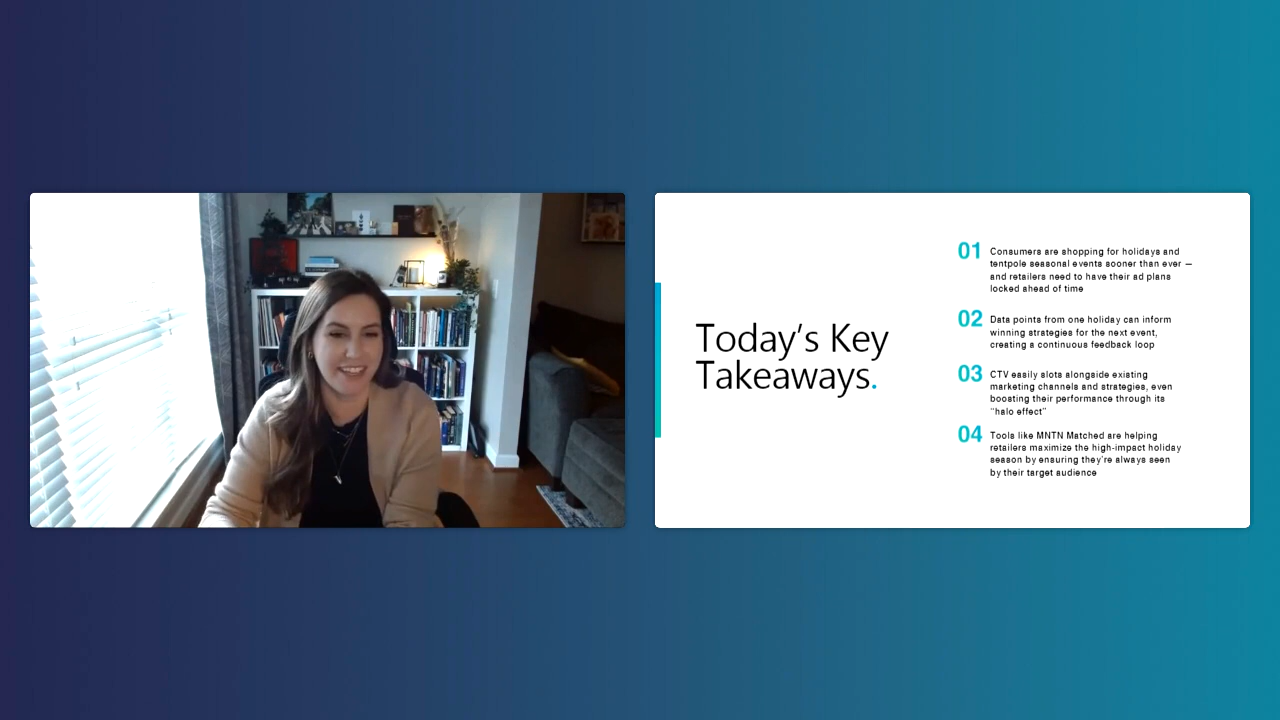 Today's Key
Takeaways.
01
Consumers are shopping for holidays and
tentpole seasonal events sooner than ever —
and retailers need to have their ad plans
locked ahead of time
02
Data points from one holiday can inform
winning strategies for the next event,
creating a continuous feedback loop
03
CTV easily slots alongside existing
marketing channels and strategies, even
boosting their performance through its
"halo effect"
04
Tools like MNTN Matched are helping
retailers maximize the high-impact holiday
season by ensuring they're always seen
by their target audience